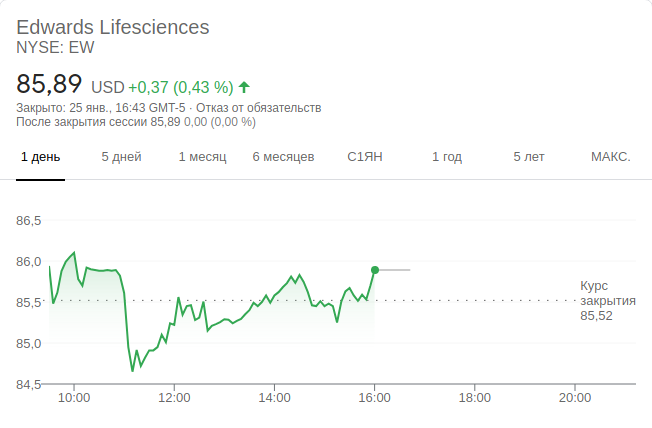 Edwards Lifesciences
NYSE: EW
85,89 USD +0,37 (0,43 %)
Закрыто: 25 янв., 16:43 GMT-5 · Отказ от обязательств
После закрытия сессии 85,89 0,00 (0,00 %)
1 день 5 дней 1 месяц 6 месяцев С1ЯН 1 год 5 лет МАКС.
86,5
86,0
85,5
85,0
84,5
Курс
закрытия
85,52
10:00 12:00 14:00 16:00 18:00 20:00